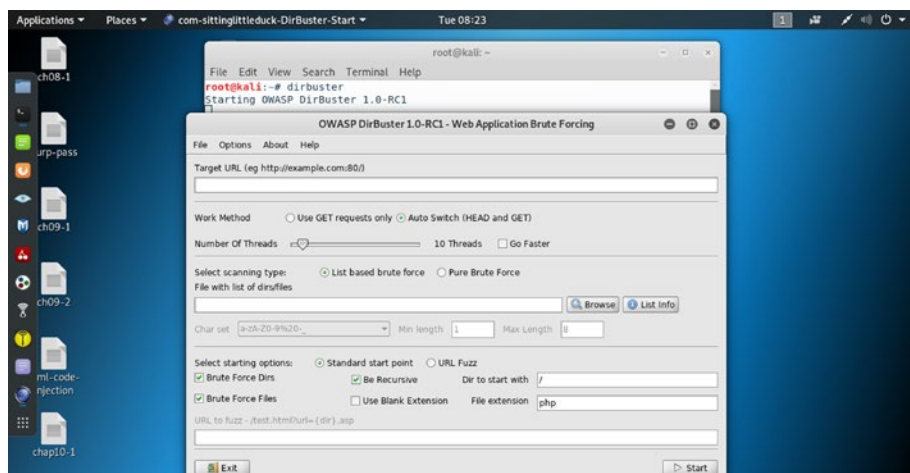 Applications ▾ Places ▾ com-sittinglittleduck-DirBuster-Start ▾ Tue 08:23 1
ch08-1
urp-pass
ch09-1
ch09-2
ml-code-
njection
chap10-1
root@kali: ~
File Edit View Search Terminal Help
root@kali:~# dirbuster
Starting OWASP DirBuster 1.0-RC1
OWASP DirBuster 1.0-RC1 - Web Application Brute Forcing
File Options About Help
Target URL (eg http://example.com:80/)
Work Method Use GET requests only Auto Switch (HEAD and GET)
Number Of Threads 10 Threads Go Faster
Select scanning type: List based brute force Pure Brute Force
File with list of dirs/files
Browse List Info
Char set a-zA-Z0-9%20-_ Min length 1 Max Length 8
Select starting options: Standard start point URL Fuzz
Brute Force Dirs Be Recursive Dir to start with /
Brute Force Files Use Blank Extension File extension php
URL to fuzz - /test.html?url={dir}.asp
Exit Start